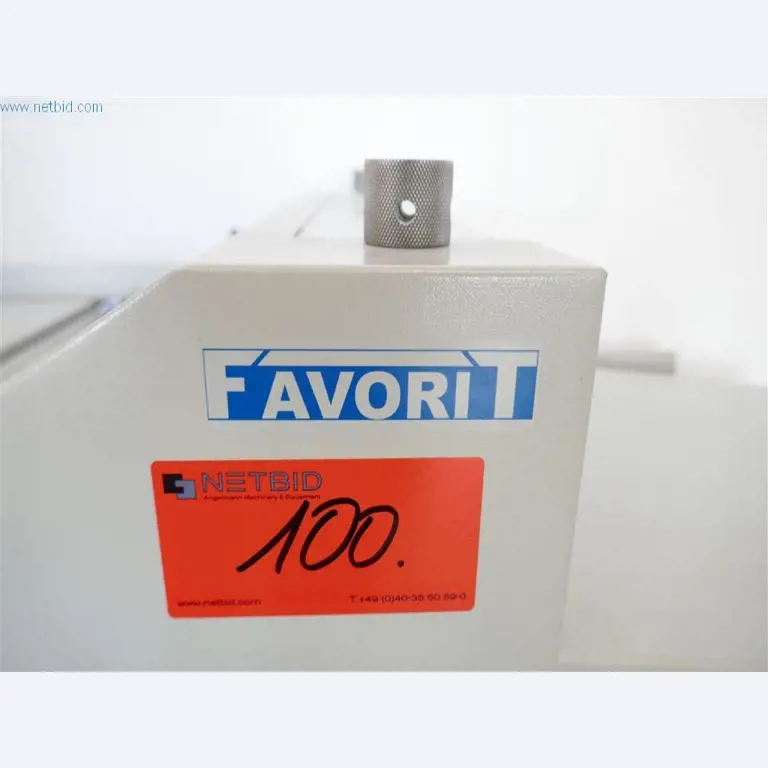 www.netbid.com
FAVORIT
NETBID
Angermann Machinery & Equipment
100.
www.netbid.com
T +49 (0)40-35 50 59-0